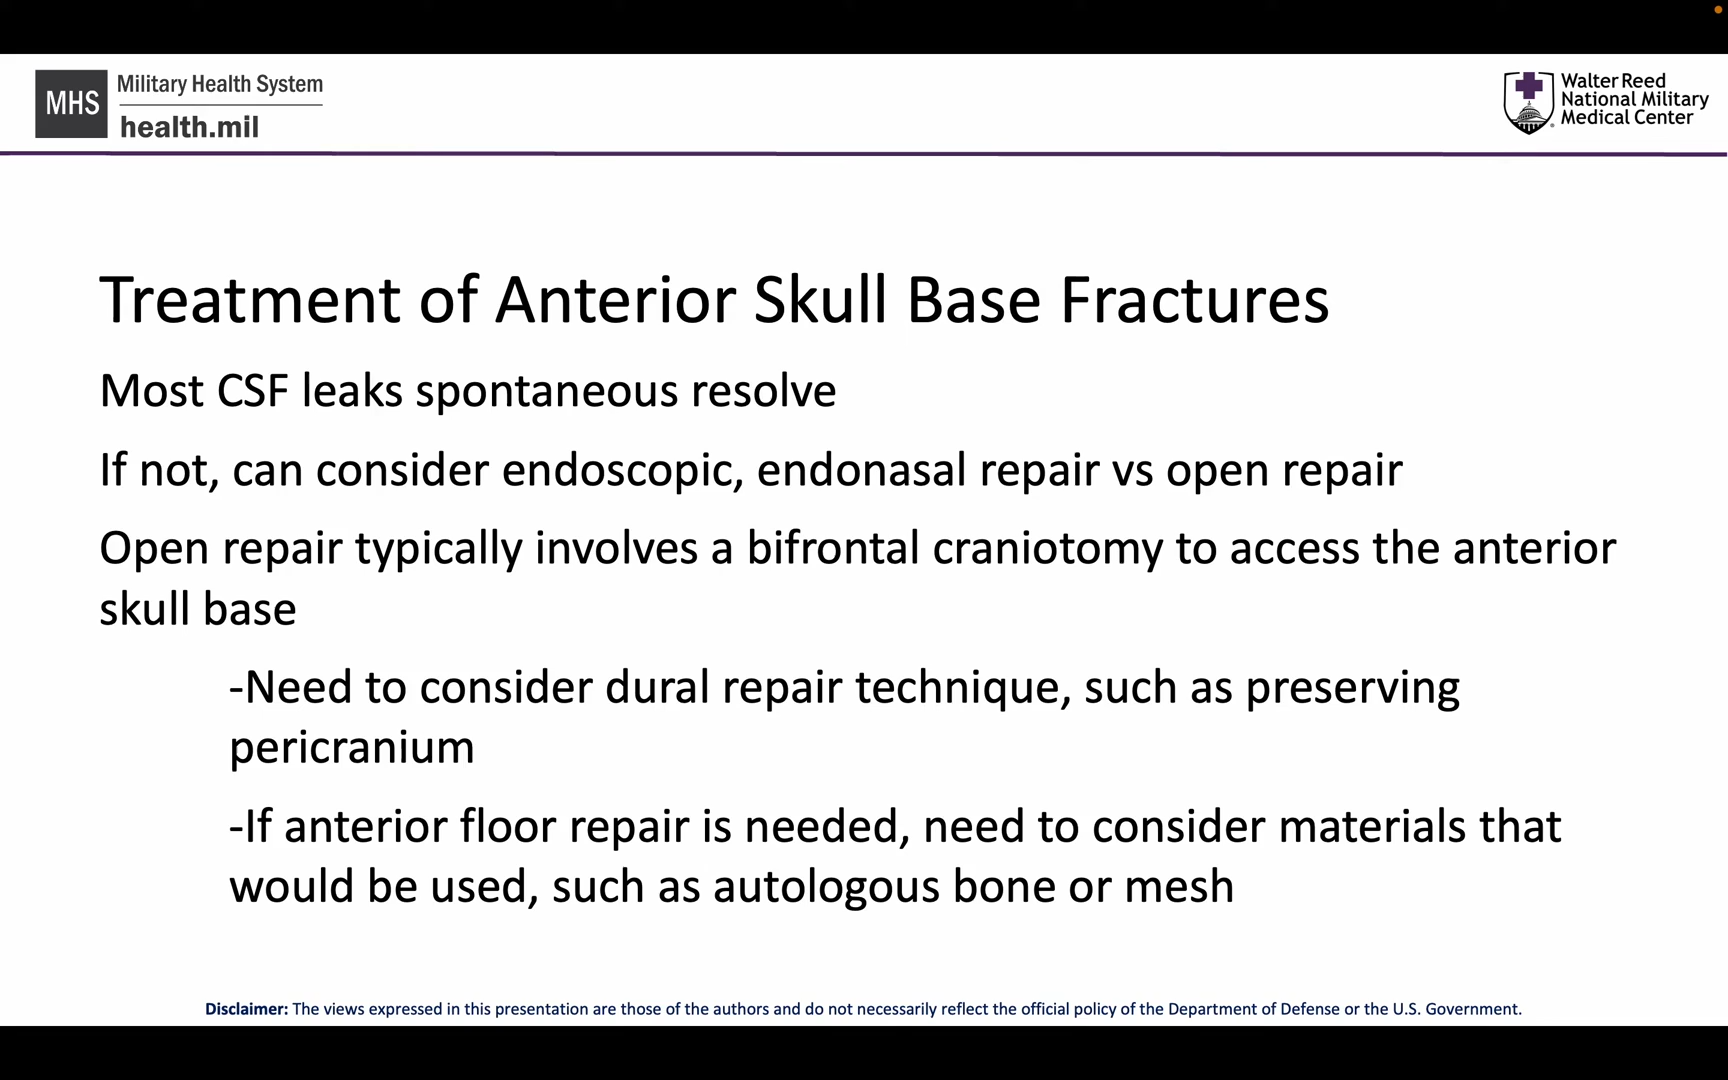 MHS
Military Health System
health.mil
Walter Reed
National Military
Medical Center
Treatment of Anterior Skull Base Fractures
Most CSF leaks spontaneous resolve
If not, can consider endoscopic, endonasal repair vs open repair
Open repair typically involves a bifrontal craniotomy to access the anterior
skull base
-Need to consider dural repair technique, such as preserving
pericranium
-If anterior floor repair is needed, need to consider materials that
would be used, such as autologous bone or mesh
Disclaimer: The views expressed in this presentation are those of the authors and do not necessarily reflect the official policy of the Department of Defense or the U.S. Government.